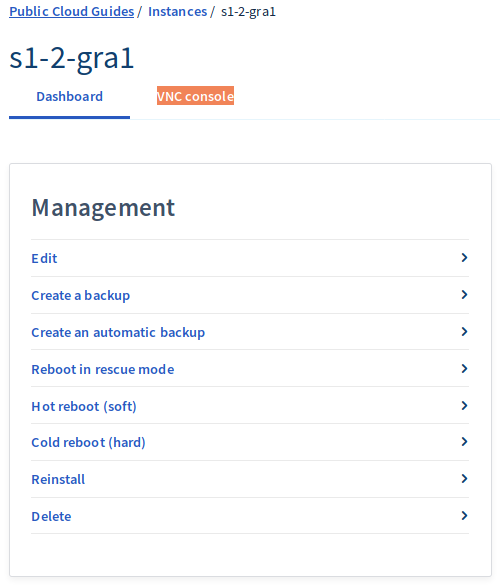 Public Cloud Guides / Instances / s1-2-gra1
s1-2-gra1
Dashboard VNC console
Management
Edit
Create a backup
Create an automatic backup
Reboot in rescue mode
Hot reboot (soft)
Cold reboot (hard)
Reinstall
Delete